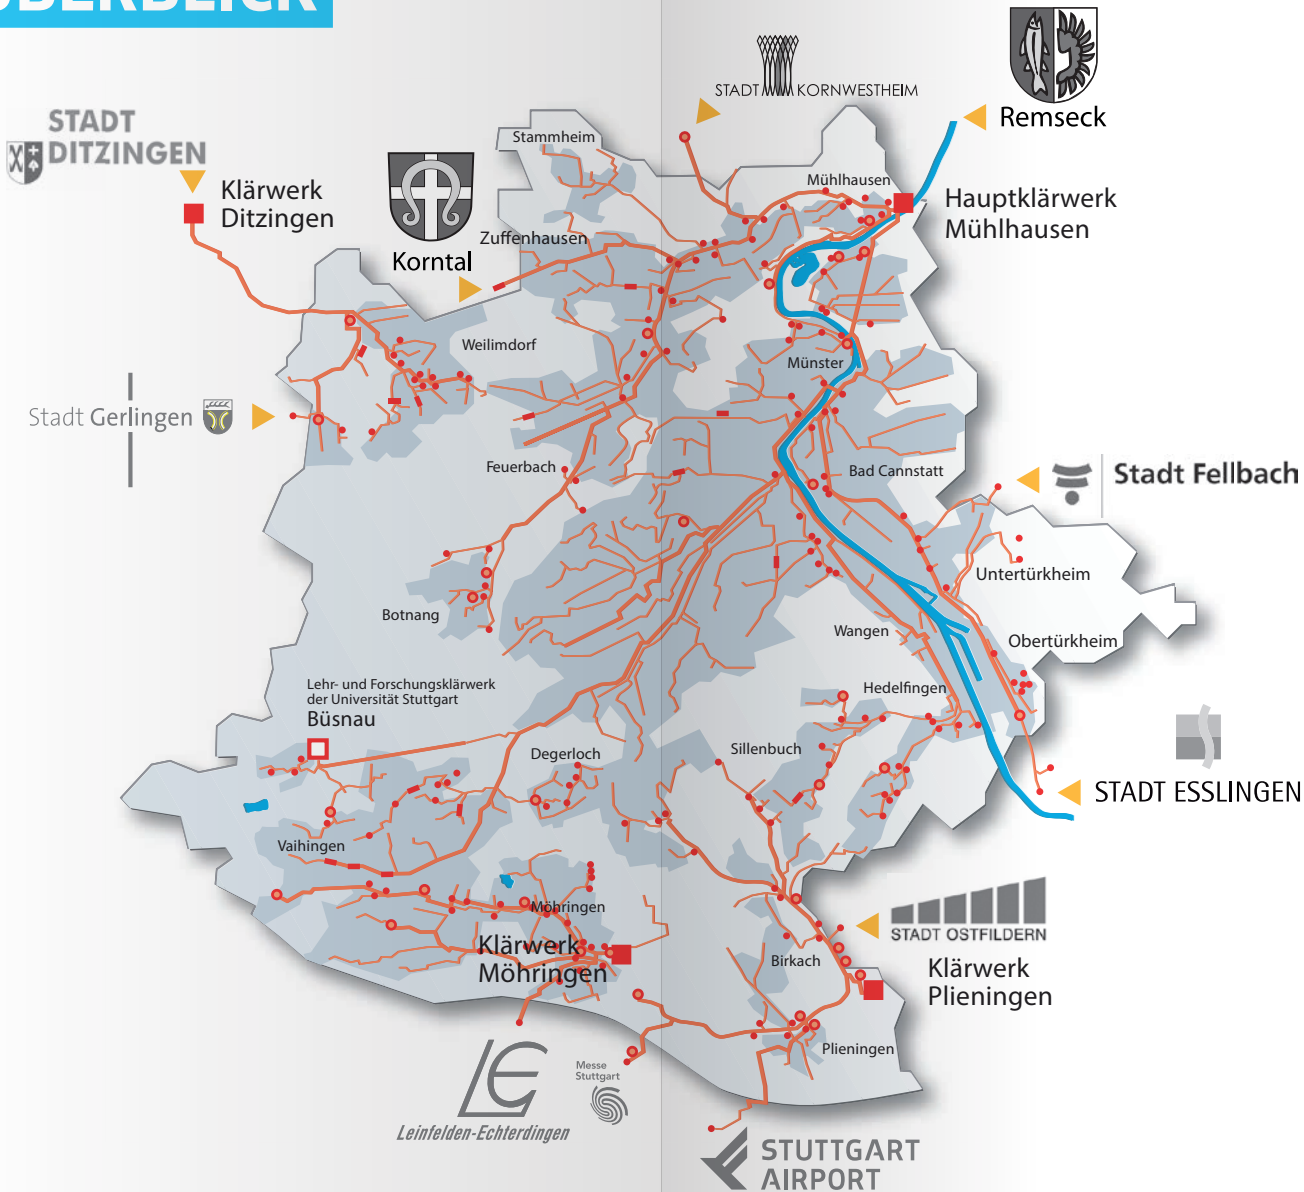 ÜBERBLICK
STADT KORNWESTHEIM
Remseck
STADT
DITZINGEN
Klärwerk
Ditzingen
Korntal
Stammheim
Zuffenhausen
Mühlhausen
Hauptklärwerk
Mühlhausen
Weilimdorf
Münster
Stadt Gerlingen
Feuerbach
Bad Cannstatt
Stadt Fellbach
Untertürkheim
Botnang
Wangen
Obertürkheim
Lehr- und Forschungsklärwerk
der Universität Stuttgart
Büsnau
Hedelfingen
Degerloch
Sillenbuch
STADT ESSLINGEN
Vaihingen
Möhringen
Klärwerk
Möhringen
STADT OSTFILDERN
Birkach
Klärwerk
Plieningen
Plieningen
LE
Leinfelden-Echterdingen
Messe
Stuttgart
STUTTGART
AIRPORT